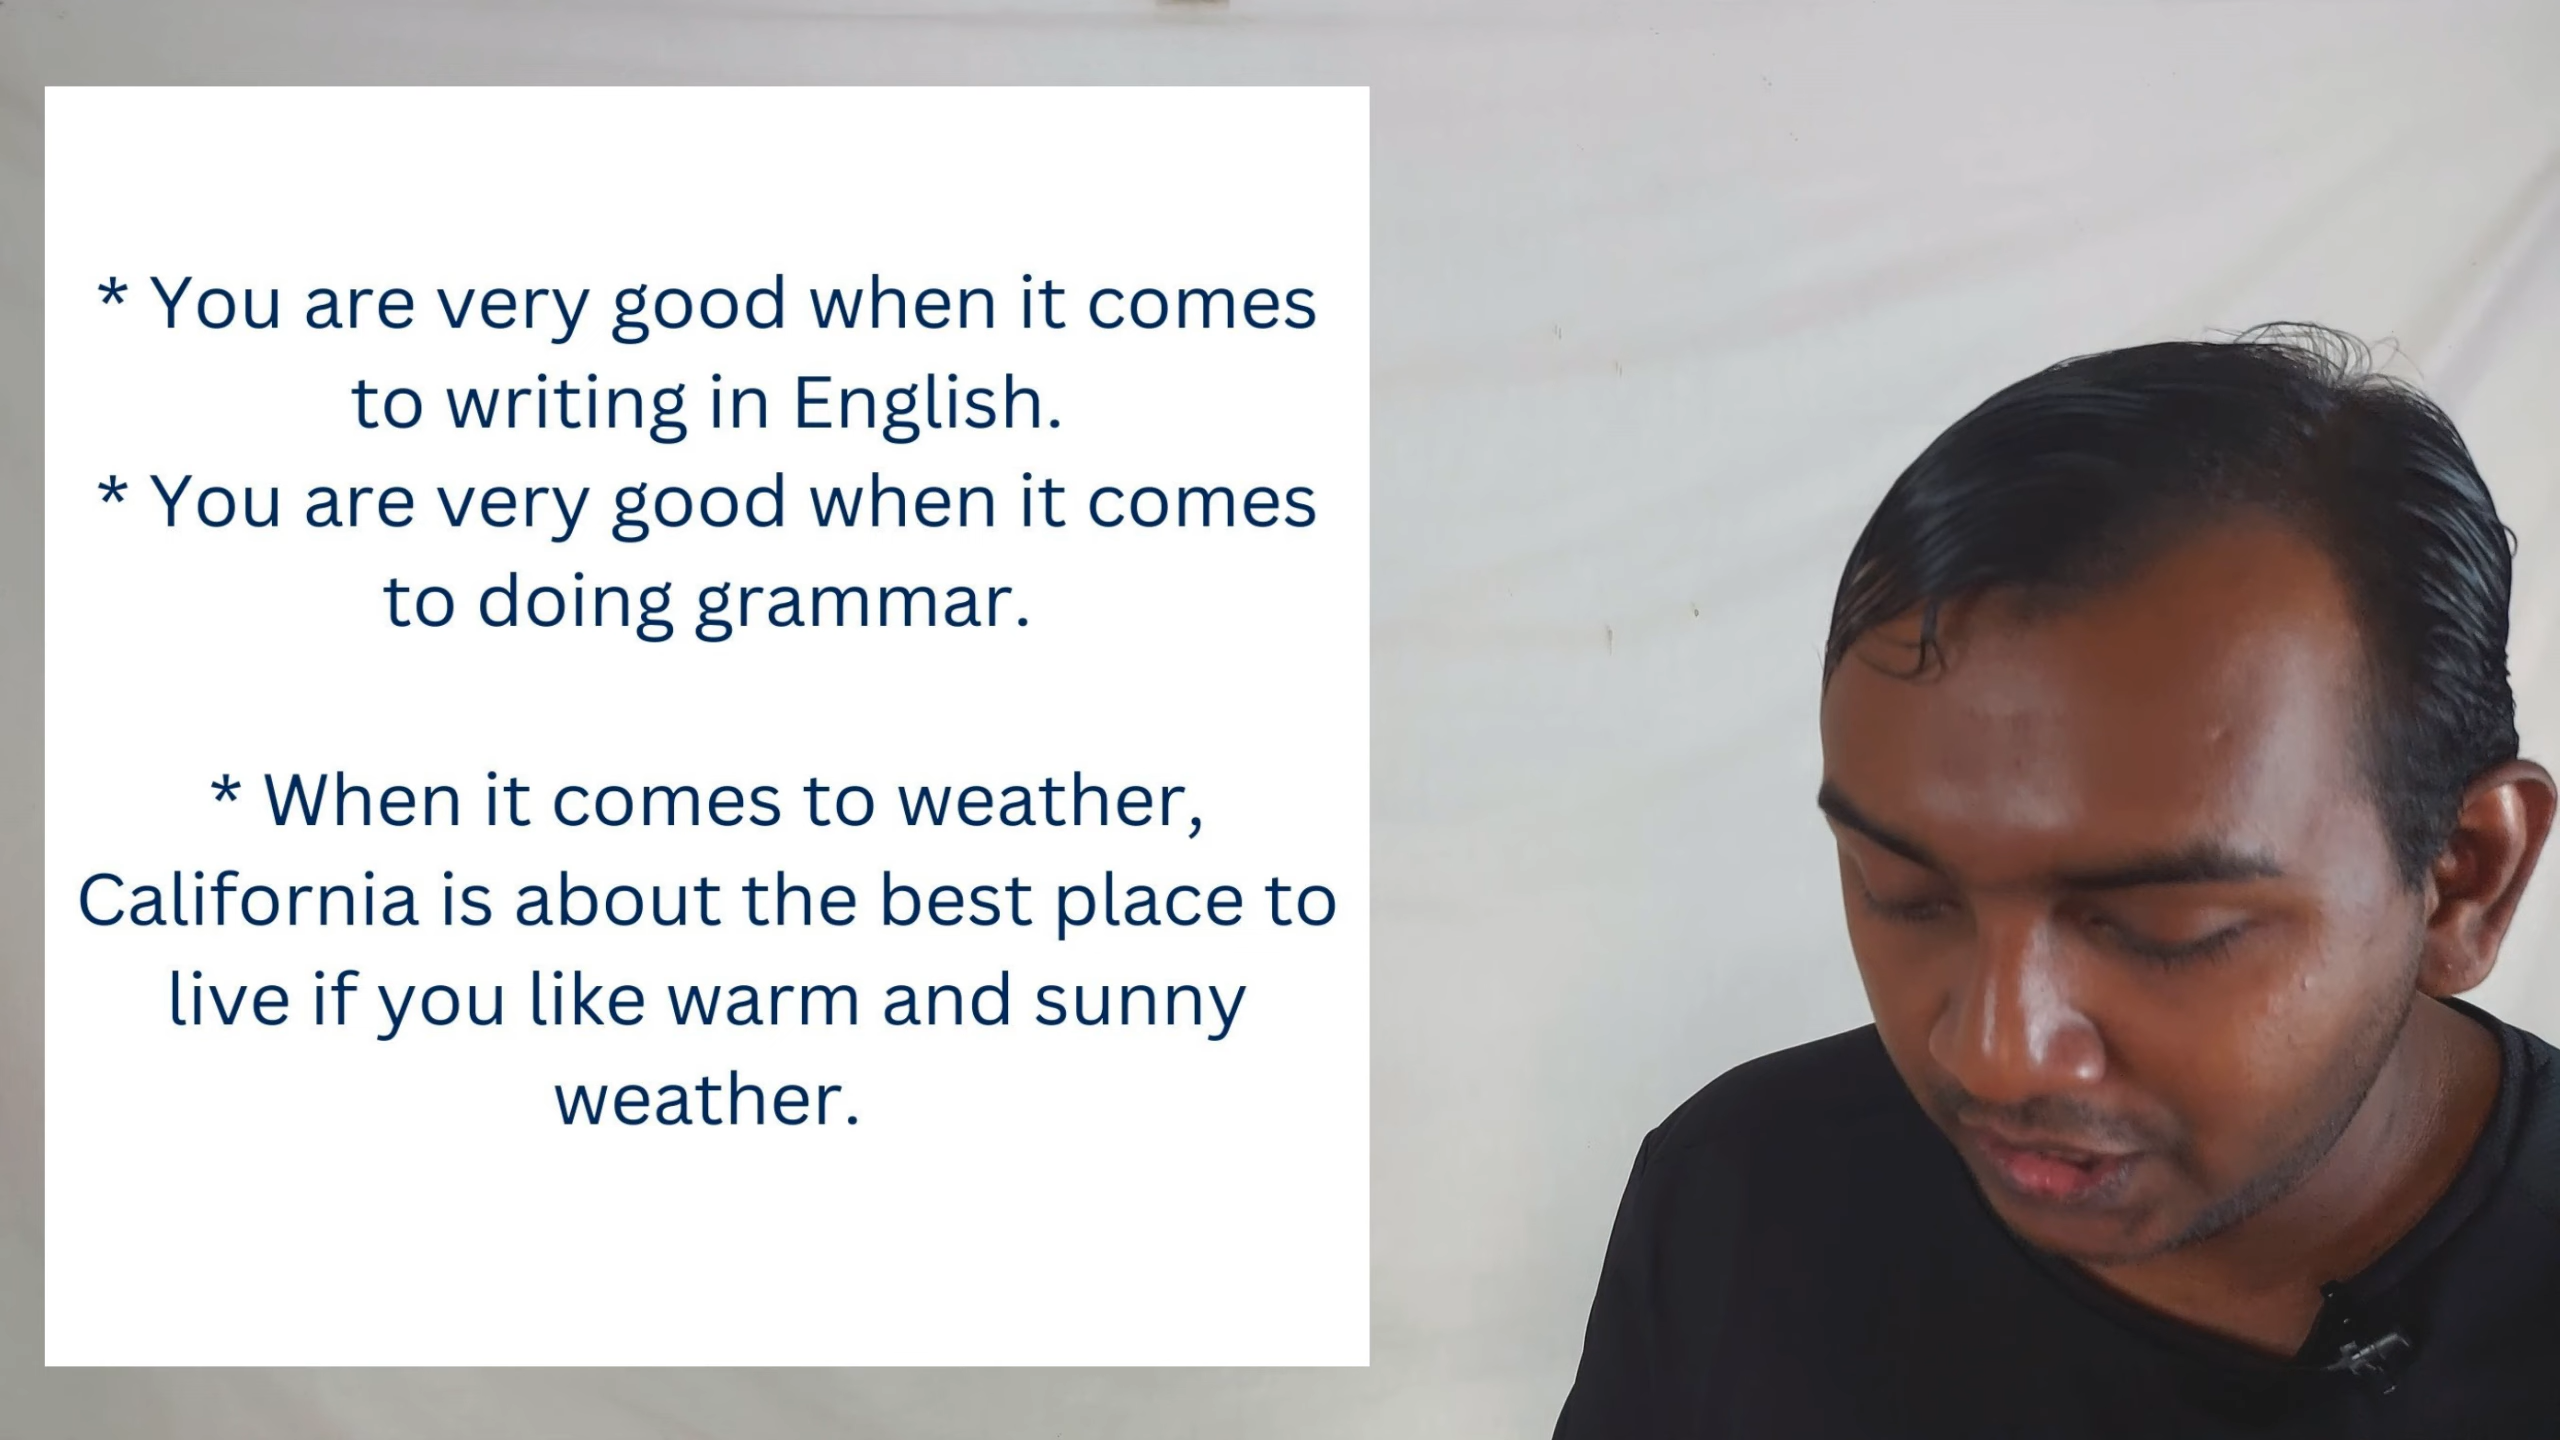 * You are very good when it comes
to writing in English.
* You are very good when it comes
to doing grammar.
* When it comes to weather,
California is about the best place to
live if you like warm and sunny
weather.